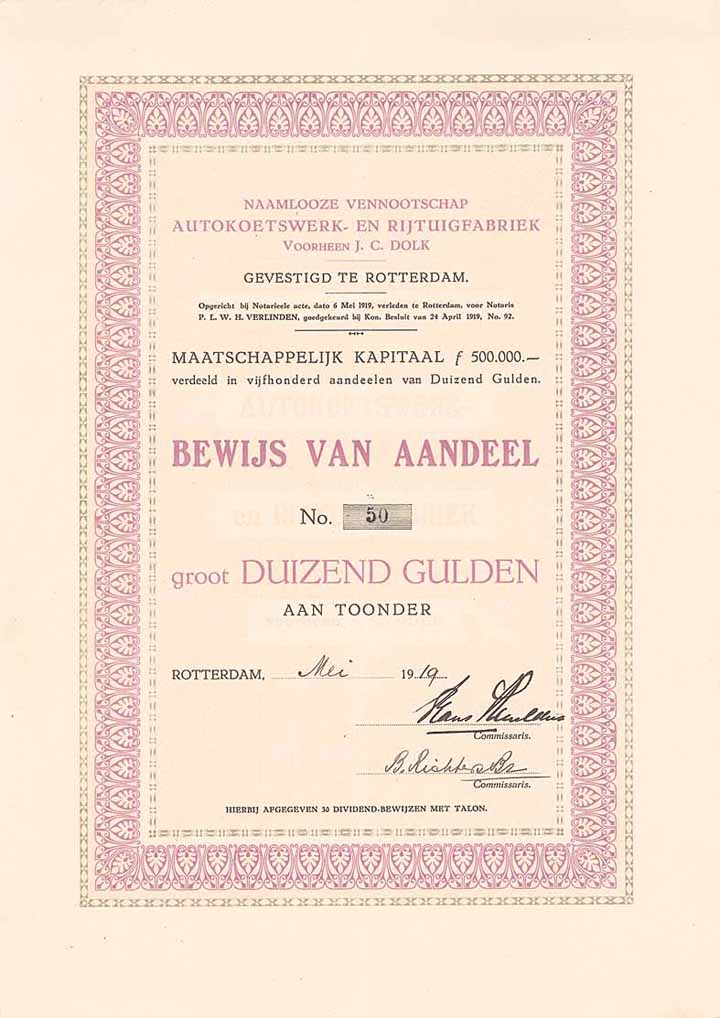 NAAMLOOZE VENNOOTSCHAP
AUTOKOETSWERK- EN RIJTUIGFABRIEK
VOORHEEN J. C. DOLK
GEVESTIGD TE ROTTERDAM.
Opgericht bij Notarieele acte, dato 6 Mei 1919, verleden te Rotterdam, voor Notaris
P. L. W. H. VERLINDEN, goedgekeurd bij Kon. Besluit van 24 April 1919, No. 92.
MAATSCHAPPELIJK KAPITAAL ƒ 500.000.—
verdeeld in vijfhonderd aandeelen van Duizend Gulden.
BEWIJS VAN AANDEEL
No. 50
groot DUIZEND GULDEN
AAN TOONDER
ROTTERDAM, Mei 1919.
Hans
Commissaris.
B. Richters
Commissaris.
HIERBIJ AFGEGEVEN 30 DIVIDEND-BEWIJZEN MET TALON.